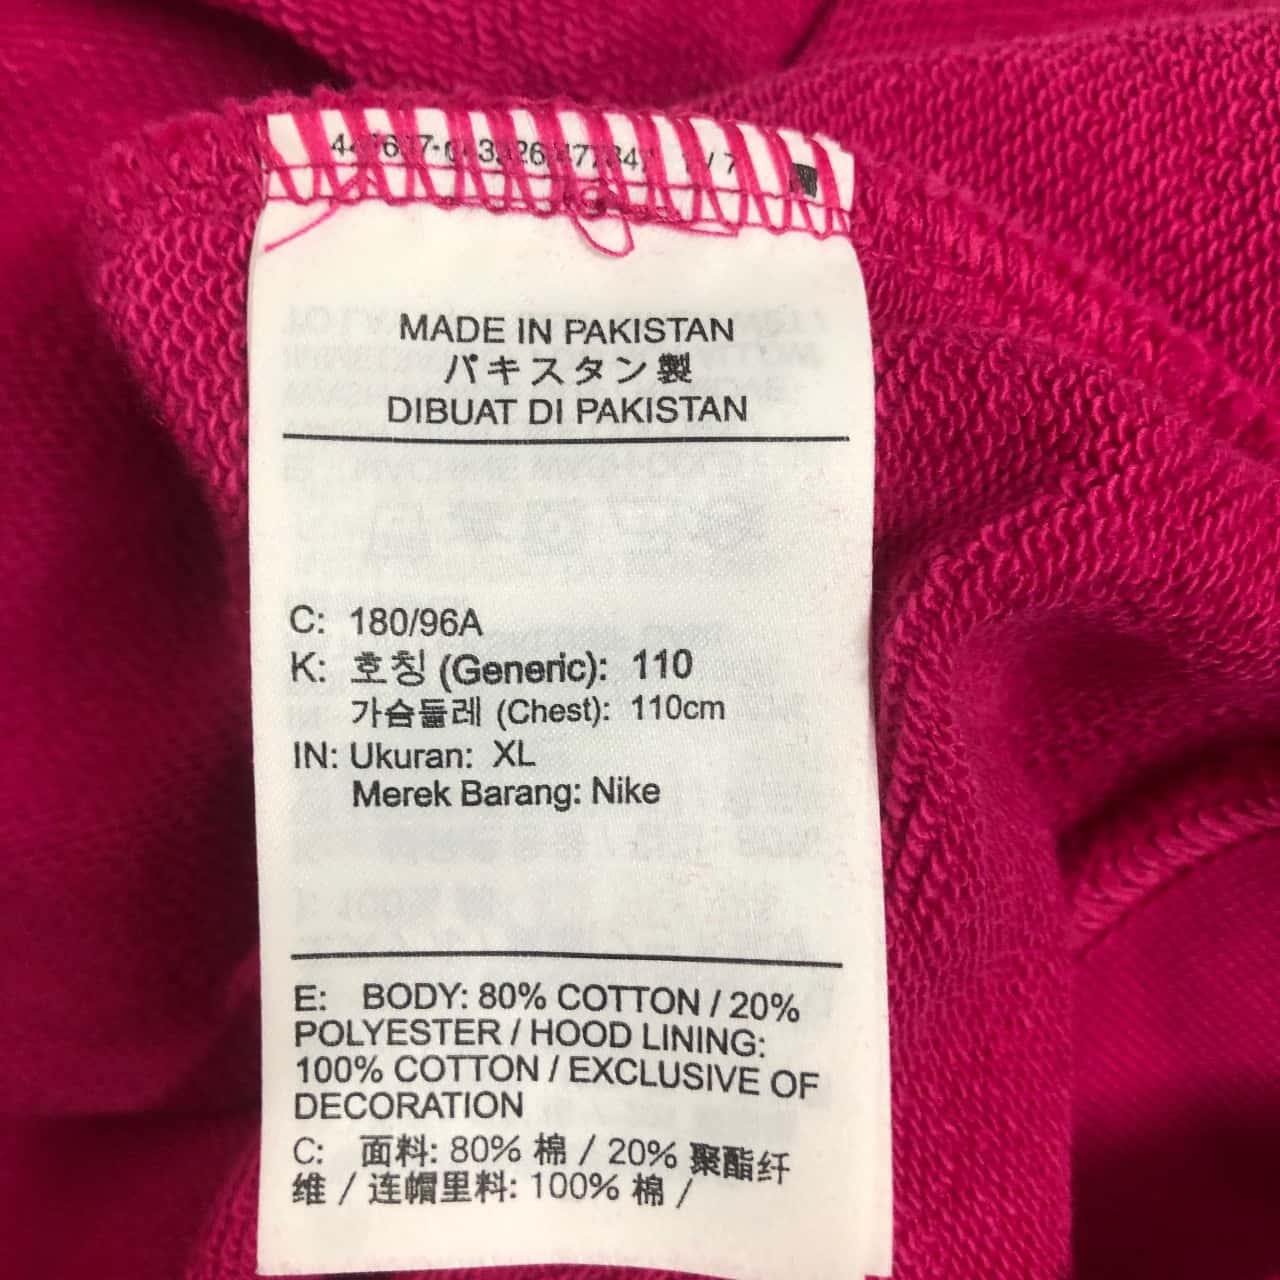 MADE IN PAKISTAN
パキスタン製
DIBUAT DI PAKISTAN
C: 180/96A
K: 호칭 (Generic): 110
가슴둘레 (Chest): 110cm
IN: Ukuran: XL
Merek Barang: Nike
E: BODY: 80% COTTON / 20%
POLYESTER / HOOD LINING:
100% COTTON / EXCLUSIVE OF
DECORATION
C: 面料: 80% 棉 / 20% 聚酯纤
维 / 连帽里料: 100% 棉 /